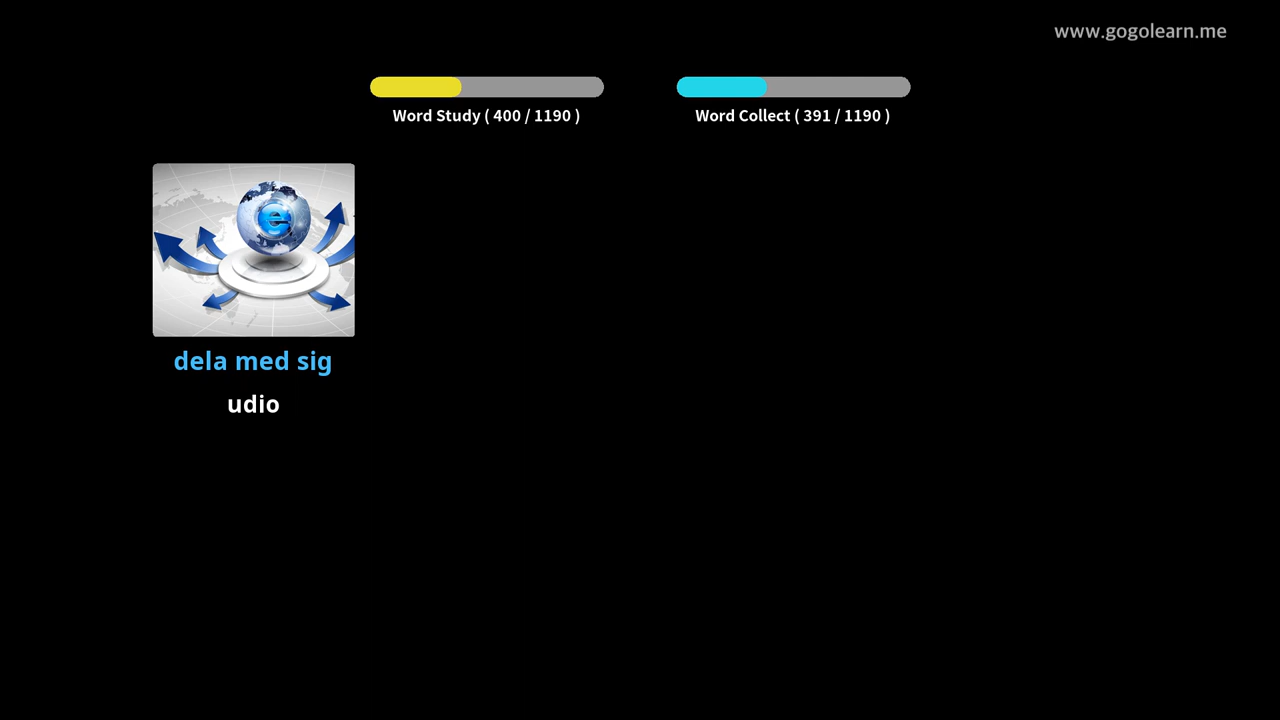 www.gogolearn.me
Word Study ( 400 / 1190 )
Word Collect ( 391 / 1190 )
e
dela med sig
udio